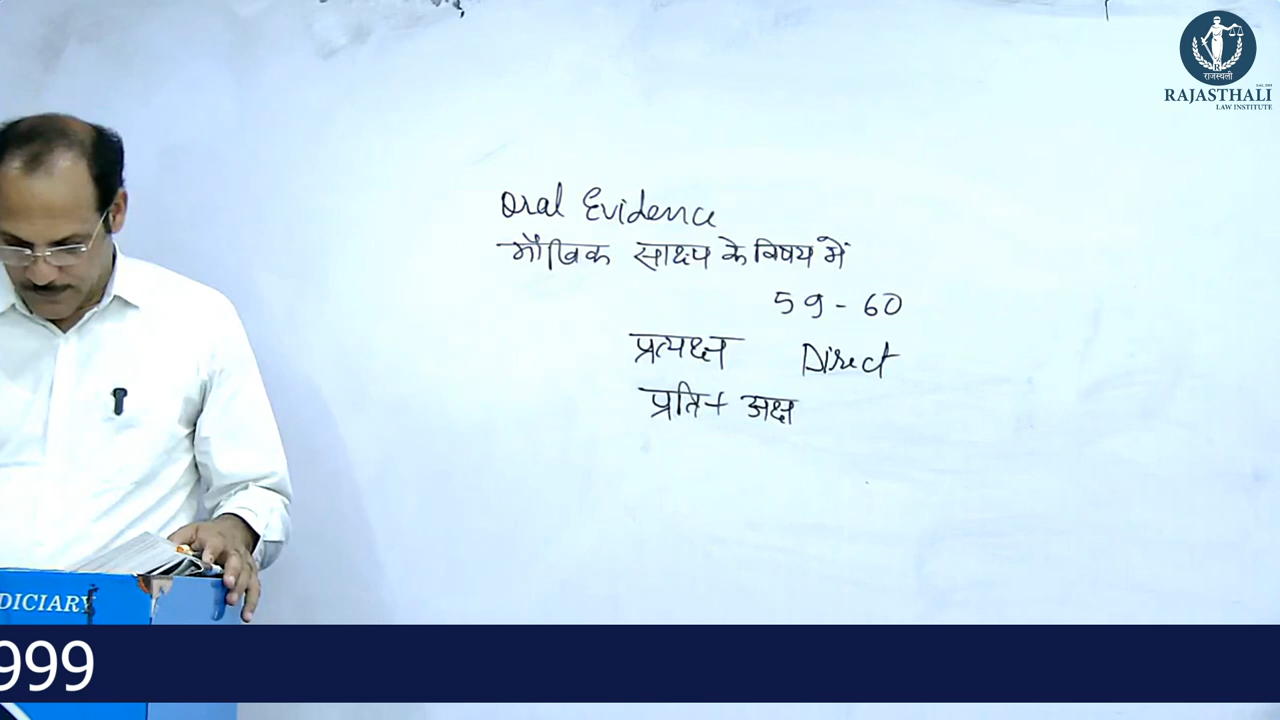 राजस्थली
RAJASTHALI
LAW INSTITUTE
Oral Evidence
मौखिक साक्ष्य के विषय में
59-60
प्रत्यक्ष Direct
प्रति + अक्ष
DICIARY
999